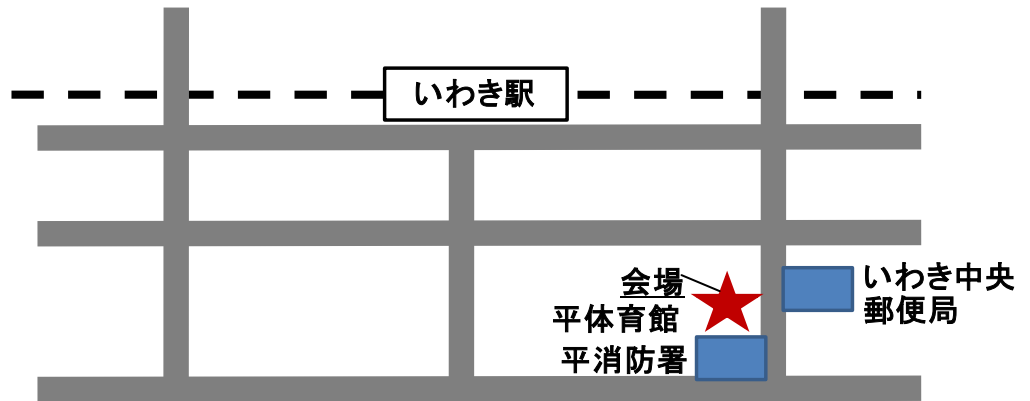 いわき駅
会場
平体育館
平消防署
いわき中央
郵便局